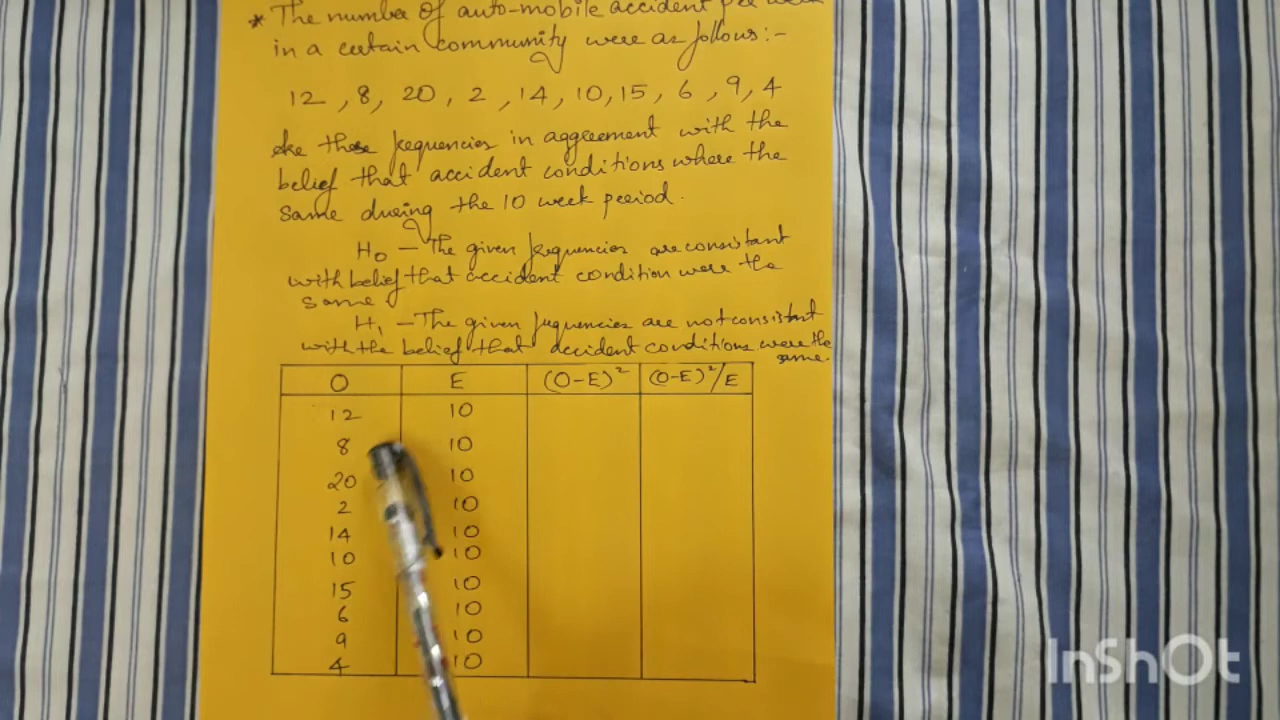 * The number of auto-mobile accident per week
in a certain community were as follows:-
12, 8, 20, 2, 14, 10, 15, 6, 9, 4
Are these frequencies in aggreement with the
belief that accident conditions where the
same during the 10 week period.
H0 – The given frequencies are consistant
with belief that accident condition were the
same
H1 – The given frequencies are not consistant
with the belief that accident conditions were the
same.
O E (O-E)² (O-E)²/E
12 10
8 10
20 10
2 10
14 10
10 10
15 10
6 10
9 10
4 10
InShOt